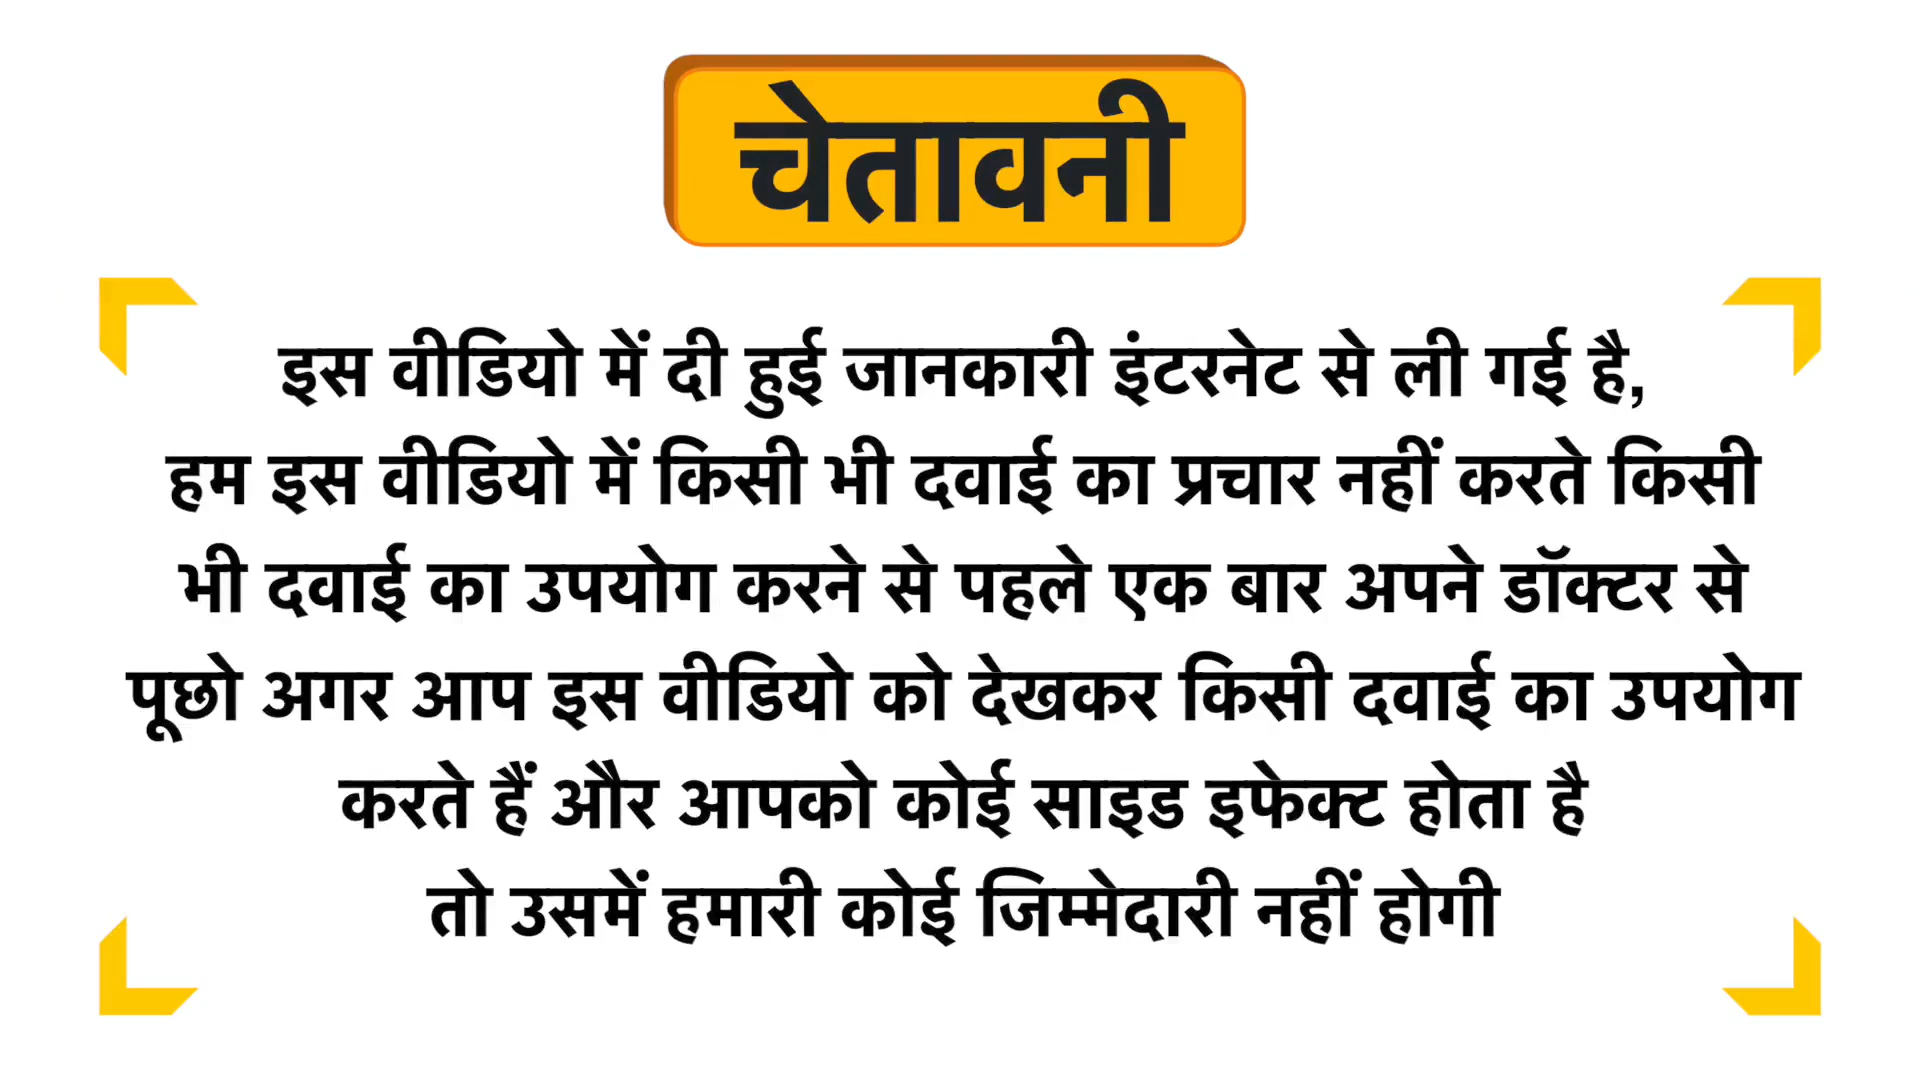 चेतावनी
इस वीडियो में दी हुई जानकारी इंटरनेट से ली गई है,
हम इस वीडियो में किसी भी दवाई का प्रचार नहीं करते किसी
भी दवाई का उपयोग करने से पहले एक बार अपने डॉक्टर से
पूछो अगर आप इस वीडियो को देखकर किसी दवाई का उपयोग
करते हैं और आपको कोई साइड इफेक्ट होता है
तो उसमें हमारी कोई जिम्मेदारी नहीं होगी